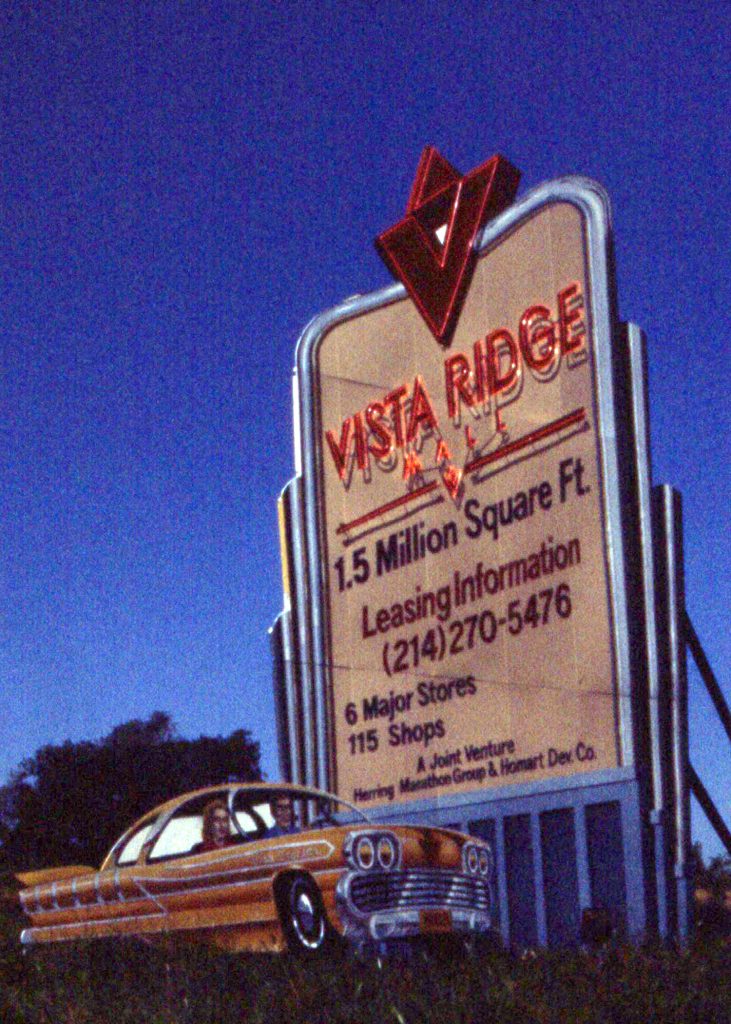 VISTA RIDGE
MALL
1.5 Million Square Ft.
Leasing Information
(214)270-5476
6 Major Stores
115 Shops
A Joint Venture
Herring Marathon Group & Homart Dev. Co.